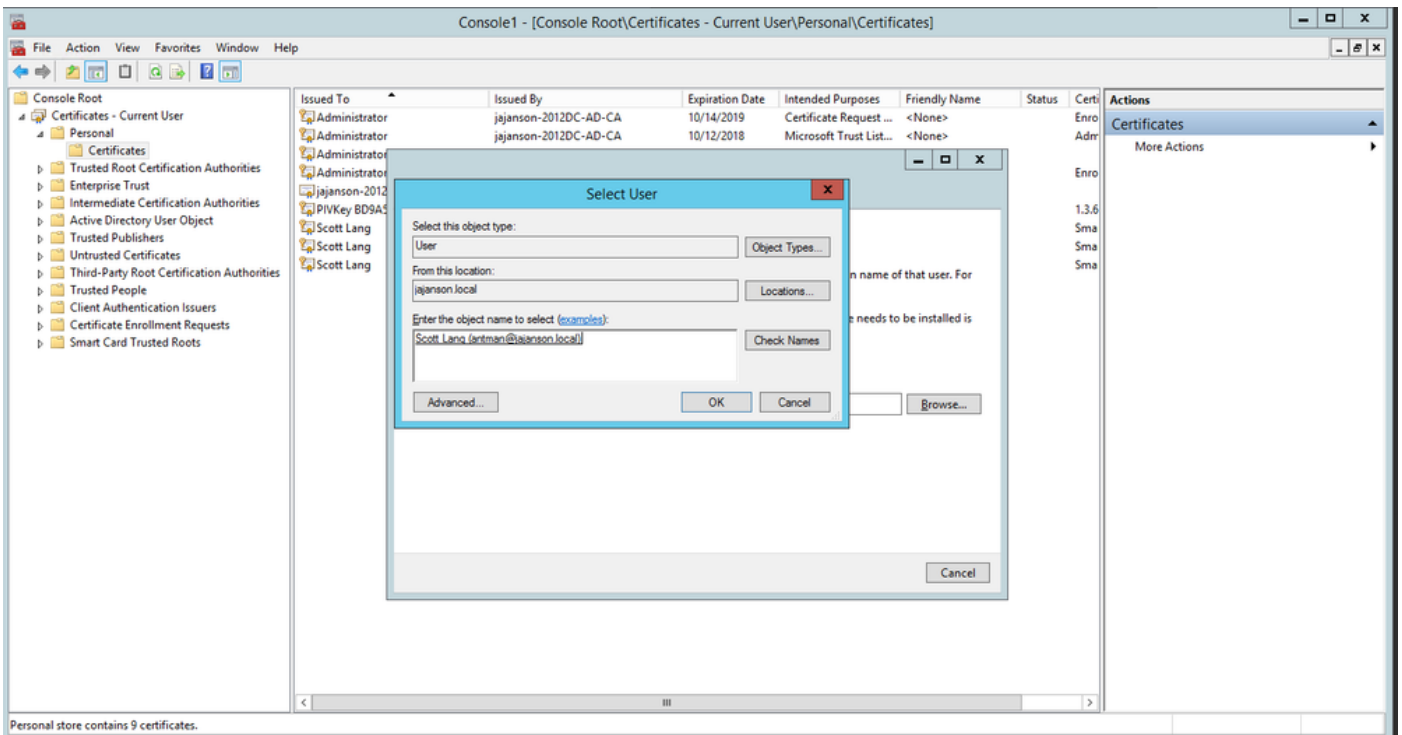 Console1 - [Console Root\Certificates - Current User\Personal\Certificates]
File Action View Favorites Window Help
Console Root
Certificates - Current User
Personal
Certificates
Trusted Root Certification Authorities
Enterprise Trust
Intermediate Certification Authorities
Active Directory User Object
Trusted Publishers
Untrusted Certificates
Third-Party Root Certification Authorities
Trusted People
Client Authentication Issuers
Certificate Enrollment Requests
Smart Card Trusted Roots
Issued To Issued By Expiration Date Intended Purposes Friendly Name Status Certi
Administrator jajanson-2012DC-AD-CA 10/14/2019 Certificate Request ... <None> Enro
Administrator jajanson-2012DC-AD-CA 10/12/2018 Microsoft Trust List... <None> Adm
Administrator
Administrator Enro
jajanson-2012
PIVKey BD9A5 1.3.6
Scott Lang Sma
Scott Lang Sma
Scott Lang Sma
Select User
Select this object type:
User
Object Types...
From this location:
jajanson.local
Locations...
Enter the object name to select (examples):
Scott Lang (antman@jajanson.local)
Check Names
Advanced... OK Cancel
n name of that user. For
e needs to be installed is
Browse...
Cancel
Actions
Certificates
More Actions
Personal store contains 9 certificates.